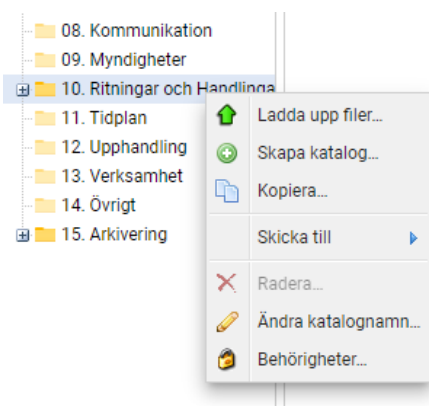 08. Kommunikation
09. Myndigheter
10. Ritningar och Handlinga
11. Tidplan
12. Upphandling
13. Verksamhet
14. Övrigt
15. Arkivering
Ladda upp filer...
Skapa katalog...
Kopiera...
Skicka till
Radera...
Ändra katalognamn...
Behörigheter...